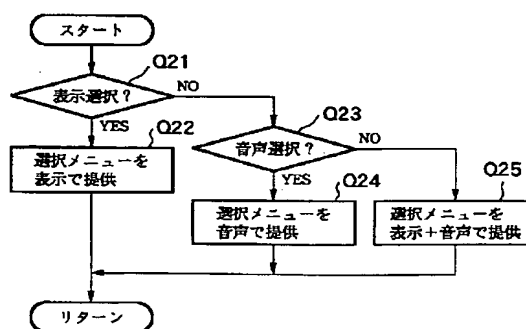 スタート
Q21
表示選択？
NO
YES
Q22
Q23
選択メニューを
表示で提供
音声選択？
NO
YES
Q24
Q25
選択メニューを
音声で提供
選択メニューを
表示＋音声で提供
リターン